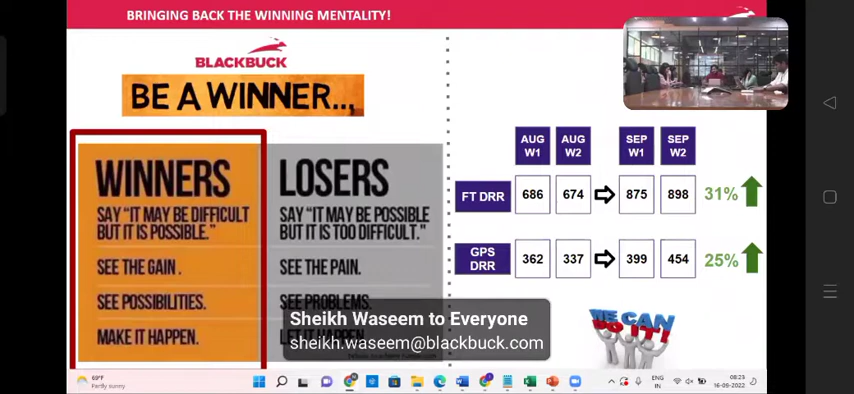 BRINGING BACK THE WINNING MENTALITY!
BLACKBUCK
BE A WINNER..,
WINNERS
SAY "IT MAY BE DIFFICULT
BUT IT IS POSSIBLE."
SEE THE GAIN.
SEE POSSIBILITIES.
MAKE IT HAPPEN.
LOSERS
SAY "IT MAY BE POSSIBLE
BUT IT IS TOO DIFFICULT."
SEE THE PAIN.
SEE PROBLEMS.
LET IT HAPPEN.
AUG W1 AUG W2 SEP W1 SEP W2
FT DRR 686 674 875 898 31%
GPS DRR 362 337 399 454 25%
WE CAN
DO IT!
Sheikh Waseem to Everyone
sheikh.waseem@blackbuck.com
69°F
Partly sunny
ENG
IN
08:23
16-09-2022